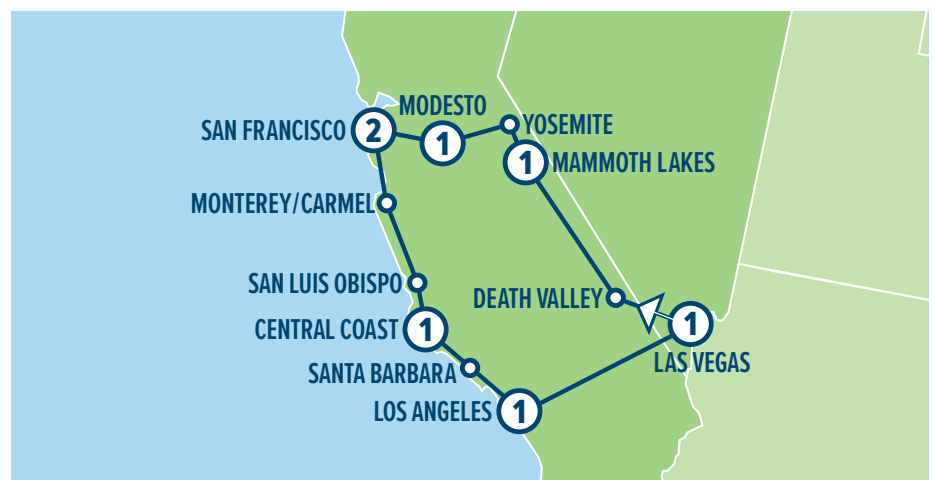 MODESTO
SAN FRANCISCO 2
1
YOSEMITE
1 MAMMOTH LAKES
MONTEREY/CARMEL
SAN LUIS OBISPO
DEATH VALLEY
CENTRAL COAST 1
1
LAS VEGAS
SANTA BARBARA
LOS ANGELES 1